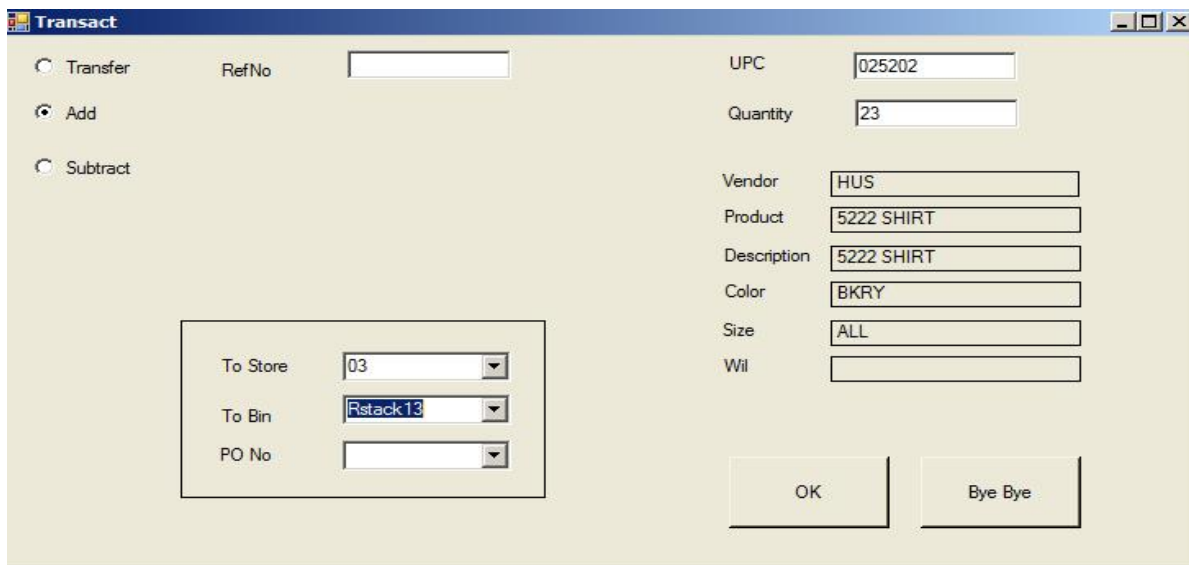 Transact
Transfer
RefNo
Add
Subtract
UPC 025202
Quantity 23
Vendor HUS
Product 5222 SHIRT
Description 5222 SHIRT
Color BKRY
Size ALL
Wil
To Store 03
To Bin Rstack13
PO No
OK
Bye Bye